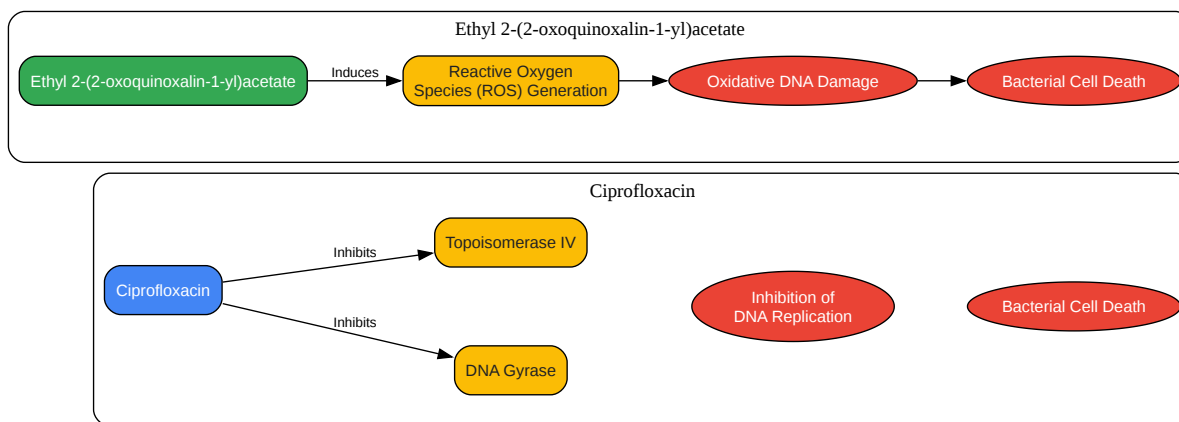 Ethyl 2-(2-oxoquinoxalin-1-yl)acetate
Ethyl 2-(2-oxoquinoxalin-1-yl)acetate
Induces
Reactive Oxygen
Species (ROS) Generation
Oxidative DNA Damage
Bacterial Cell Death
Ciprofloxacin
Ciprofloxacin
Inhibits
Topoisomerase IV
Inhibits
DNA Gyrase
Inhibition of
DNA Replication
Bacterial Cell Death